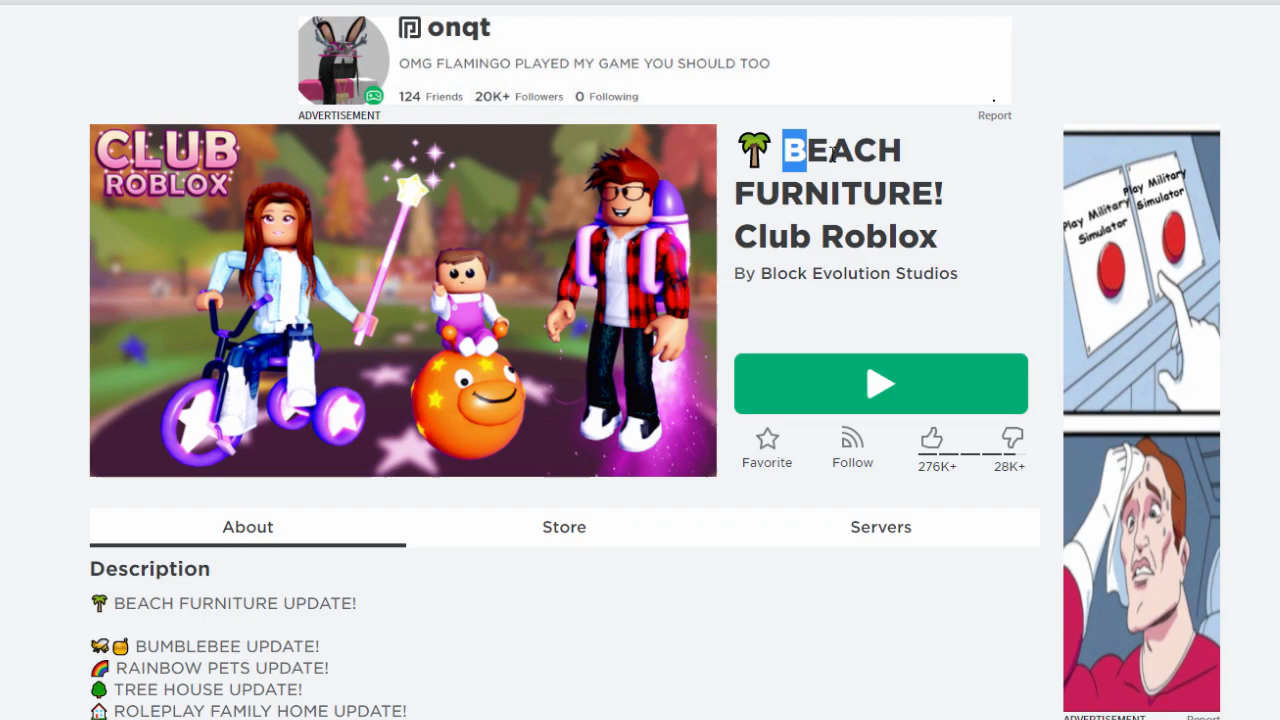 onqt
OMG FLAMINGO PLAYED MY GAME YOU SHOULD TOO
124 Friends 20K+ Followers 0 Following
ADVERTISEMENT
Report
CLUB
ROBLOX
🌴 BEACH
FURNITURE!
Club Roblox
By Block Evolution Studios
Favorite
Follow
276K+
28K+
Play Military
Simulator
Play Military
Simulator
About
Store
Servers
Description
🌴 BEACH FURNITURE UPDATE!
🐝🍯 BUMBLEBEE UPDATE!
🌈 RAINBOW PETS UPDATE!
🌳 TREE HOUSE UPDATE!
🏠 ROLEPLAY FAMILY HOME UPDATE!
ADVERTISEMENT
Report